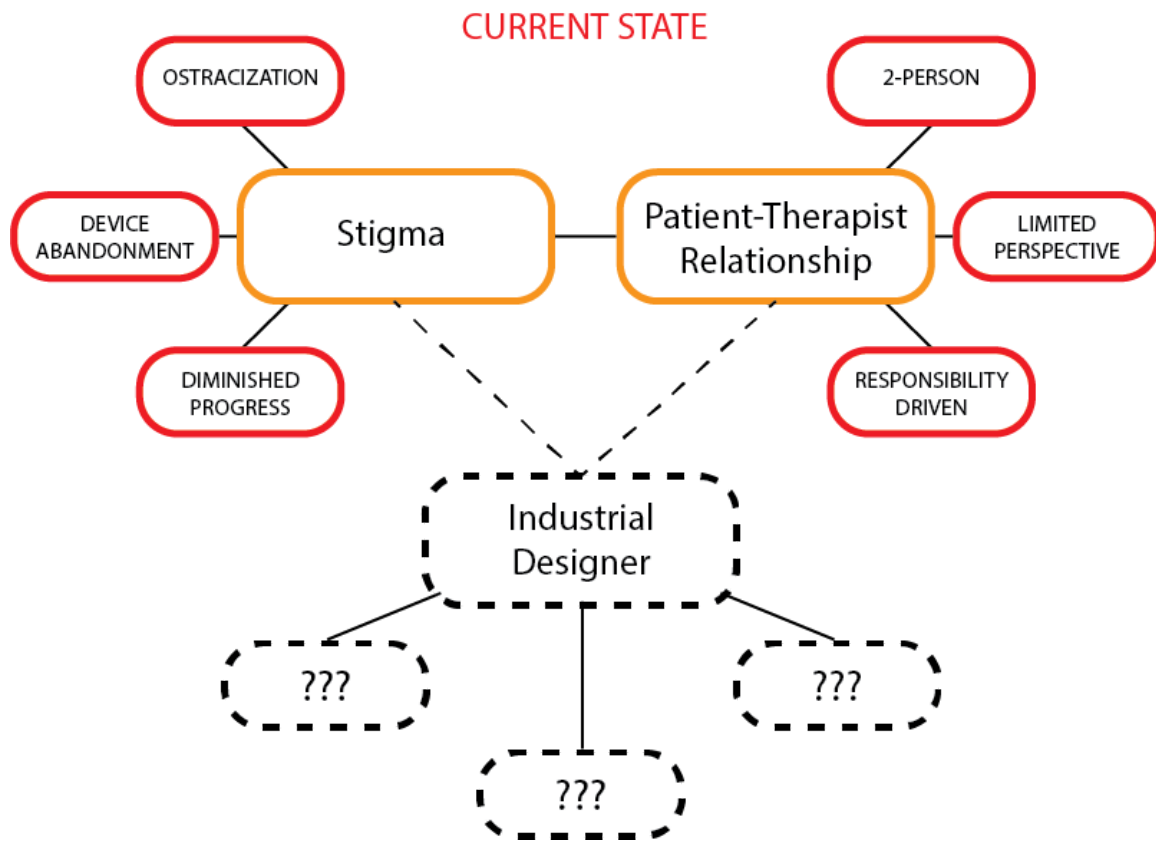 CURRENT STATE
OSTRACIZATION
2-PERSON
Stigma
Patient-Therapist
Relationship
DEVICE
ABANDONMENT
LIMITED
PERSPECTIVE
DIMINISHED
PROGRESS
RESPONSIBILITY
DRIVEN
Industrial
Designer
???
???
???